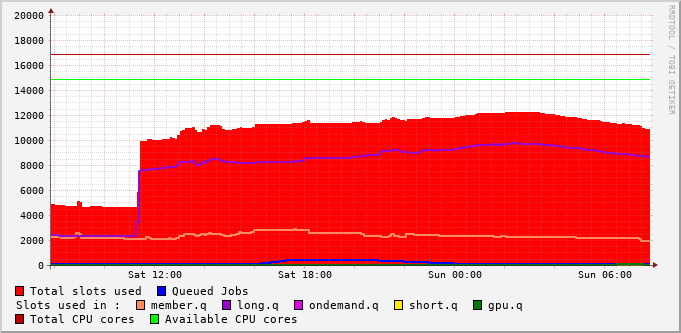 20000
18000
16000
14000
12000
10000
8000
6000
4000
2000
0
Sat 12:00 Sat 18:00 Sun 00:00 Sun 06:00
RRDTOOL / TOBI OETIKER
Total slots used Queued Jobs
Slots used in : member.q long.q ondemand.q short.q gpu.q
Total CPU cores Available CPU cores